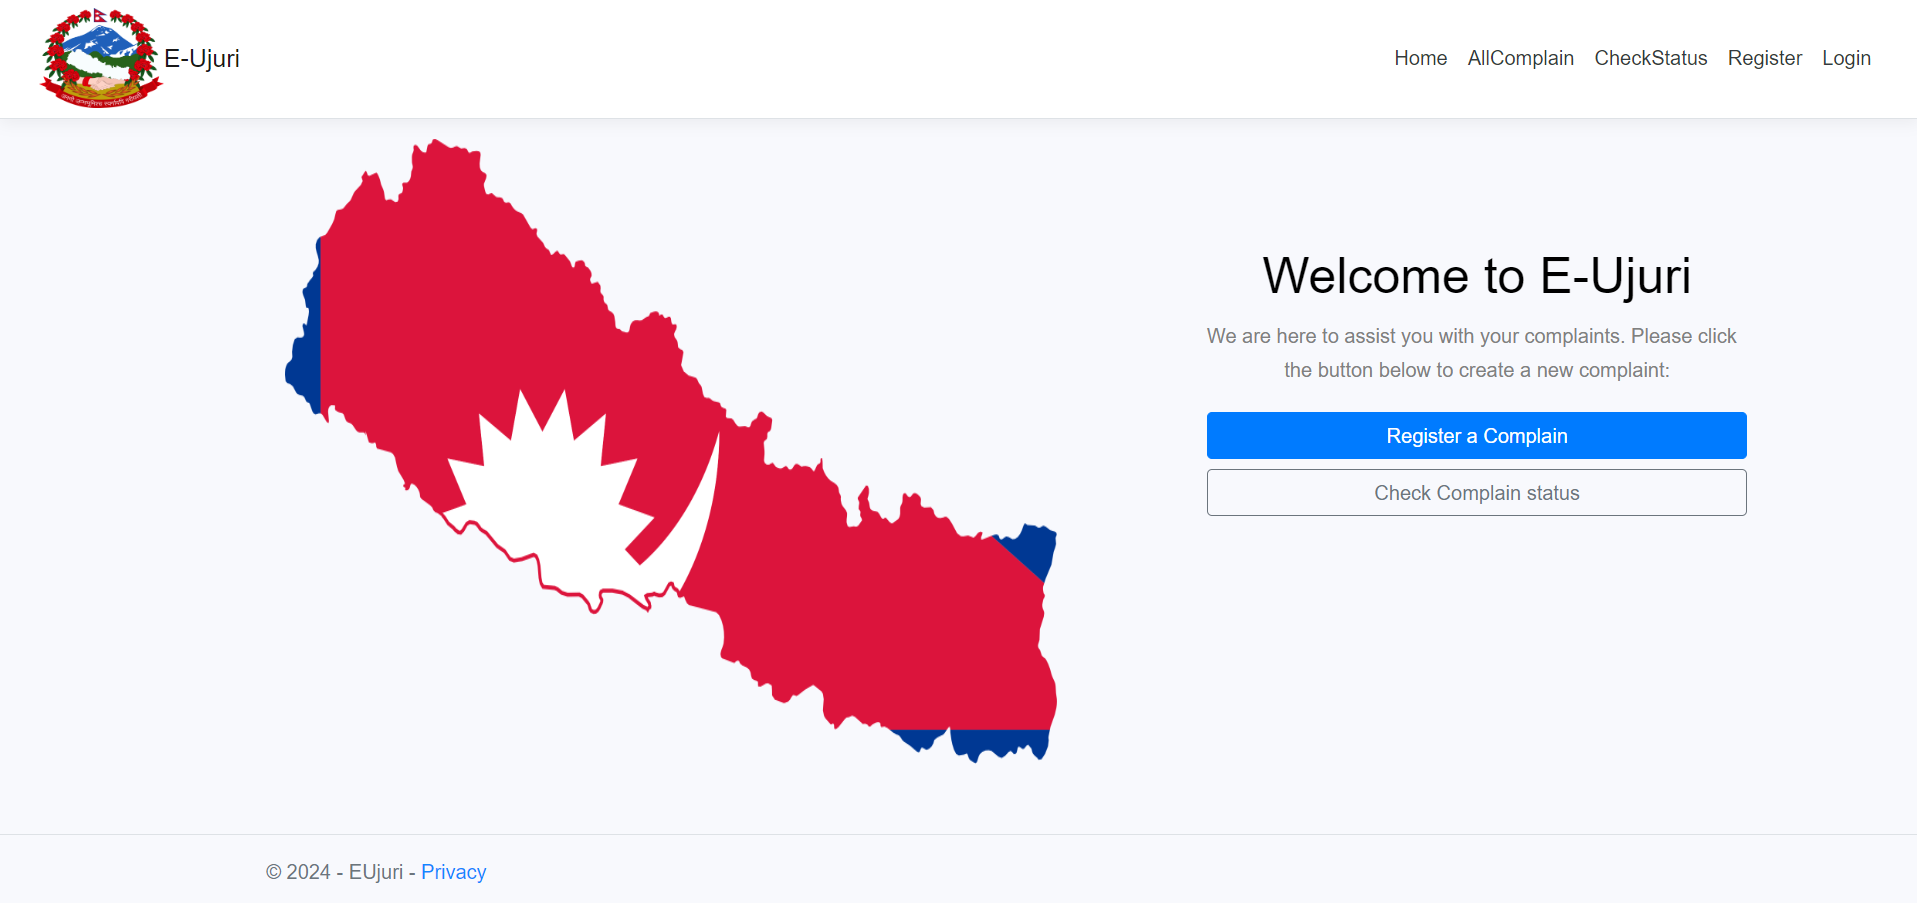 E-Ujuri
Home AllComplain CheckStatus Register Login
Welcome to E-Ujuri
We are here to assist you with your complaints. Please click
the button below to create a new complaint:
Register a Complain
Check Complain status
© 2024 - EUjuri - Privacy